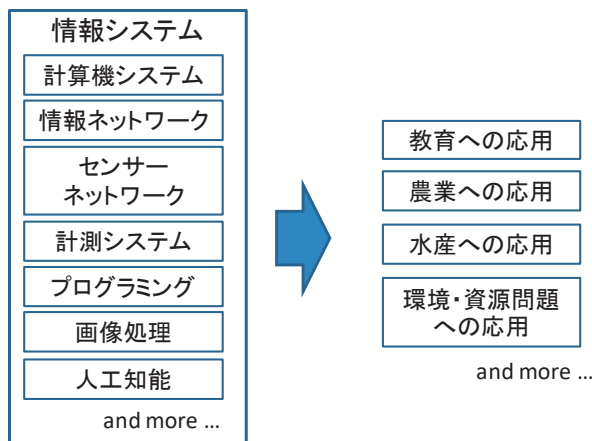 情報システム
計算機システム
情報ネットワーク
センサー
ネットワーク
計測システム
プログラミング
画像処理
人工知能
and more ...
教育への応用
農業への応用
水産への応用
環境・資源問題
への応用
and more ...